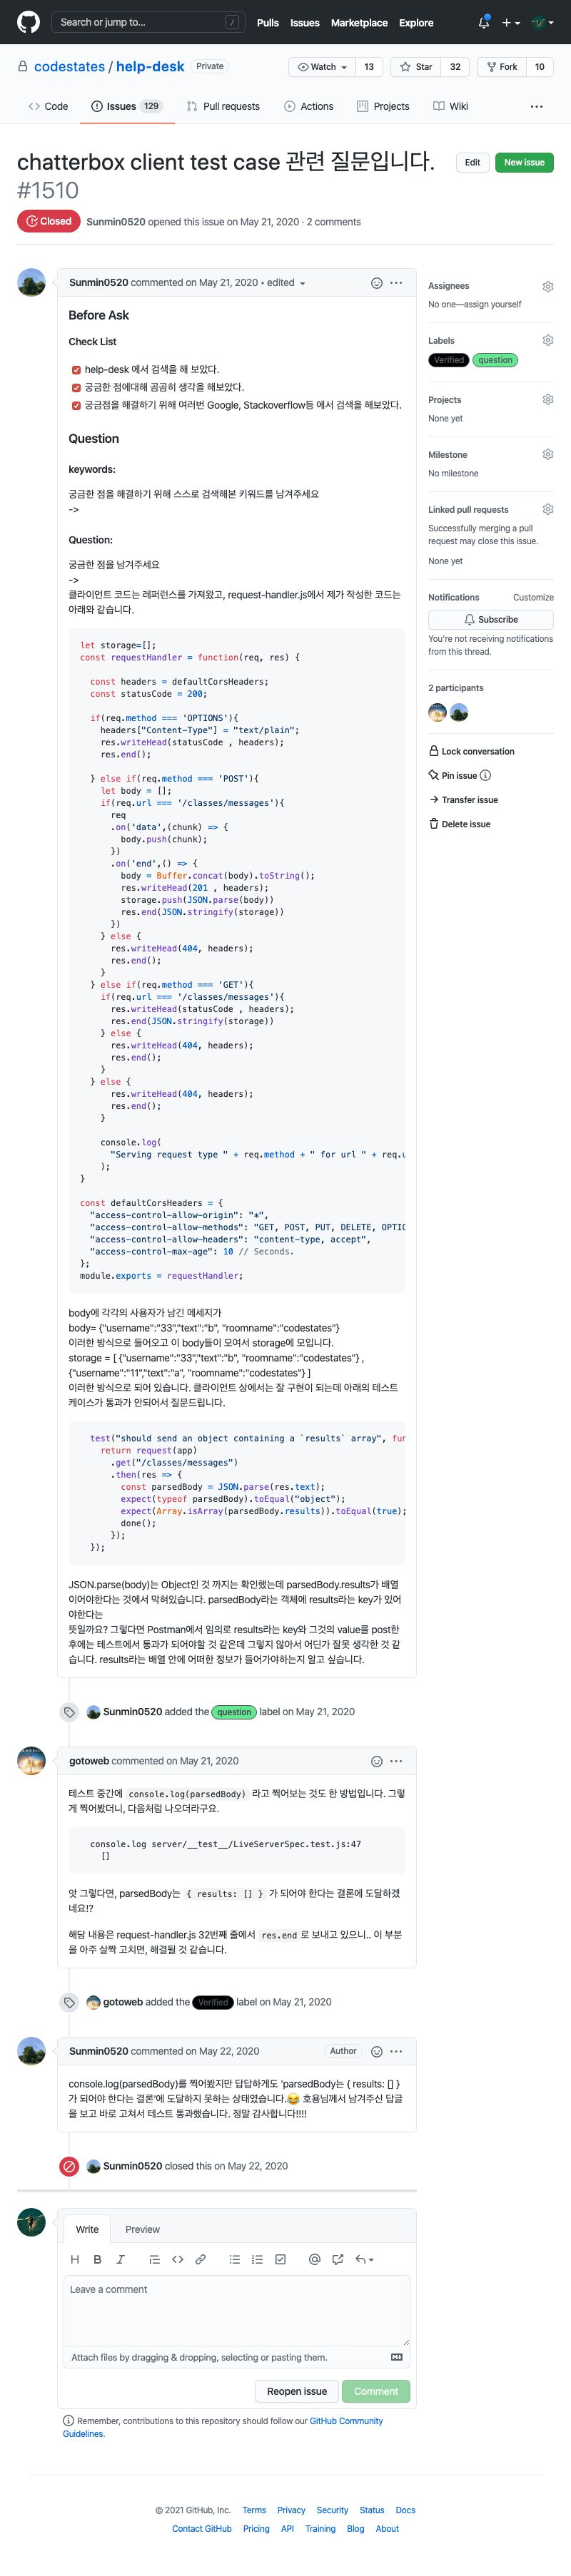 Search or jump to... /
Pulls Issues Marketplace Explore
codestates / help-desk Private
Watch 13 Star 32 Fork 10
Code Issues 129 Pull requests Actions Projects Wiki ...
chatterbox client test case 관련 질문입니다.
#1510
Edit New issue
Closed Sunmin0520 opened this issue on May 21, 2020 · 2 comments
Sunmin0520 commented on May 21, 2020 • edited
Before Ask
Check List
help-desk 에서 검색을 해 보았다.
궁금한 점에대해 곰곰히 생각을 해보았다.
궁금점을 해결하기 위해 여러번 Google, Stackoverflow등 에서 검색을 해보았다.
Question
keywords:
궁금한 점을 해결하기 위해 스스로 검색해본 키워드를 남겨주세요
->
Question:
궁금한 점을 남겨주세요
->
클라이언트 코드는 레퍼런스를 가져왔고, request-handler.js에서 제가 작성한 코드는
아래와 같습니다.
let storage=[];
const requestHandler = function(req, res) {
const headers = defaultCorsHeaders;
const statusCode = 200;
if(req.method === 'OPTIONS'){
headers["Content-Type"] = "text/plain";
res.writeHead(statusCode , headers);
res.end();
} else if(req.method === 'POST'){
let body = [];
if(req.url === '/classes/messages'){
req
.on('data',(chunk) => {
body.push(chunk);
})
.on('end',() => {
body = Buffer.concat(body).toString();
res.writeHead(201 , headers);
storage.push(JSON.parse(body))
res.end(JSON.stringify(storage))
})
} else {
res.writeHead(404, headers);
res.end();
}
} else if(req.method === 'GET'){
if(req.url === '/classes/messages'){
res.writeHead(statusCode , headers);
res.end(JSON.stringify(storage))
} else {
res.writeHead(404, headers);
res.end();
}
} else {
res.writeHead(404, headers);
res.end();
}
console.log(
"Serving request type " + req.method + " for url " + req.u
);
}
const defaultCorsHeaders = {
"access-control-allow-origin": "*",
"access-control-allow-methods": "GET, POST, PUT, DELETE, OPTIO
"access-control-allow-headers": "content-type, accept",
"access-control-max-age": 10 // Seconds.
};
module.exports = requestHandler;
body에 각각의 사용자가 남긴 메세지가
body= {"username":"33","text":"b", "roomname":"codestates"}
이러한 방식으로 들어오고 이 body들이 모여서 storage에 모입니다.
storage = [ {"username":"33","text":"b", "roomname":"codestates"} ,
{"username":"11","text":"a", "roomname":"codestates"} ]
이러한 방식으로 되어 있습니다. 클라이언트 상에서는 잘 구현이 되는데 아래의 테스트
케이스가 통과가 안되어서 질문드립니다.
test("should send an object containing a `results` array", fun
return request(app)
.get("/classes/messages")
.then(res => {
const parsedBody = JSON.parse(res.text);
expect(typeof parsedBody).toEqual("object");
expect(Array.isArray(parsedBody.results)).toEqual(true);
done();
});
});
JSON.parse(body)는 Object인 것 까지는 확인했는데 parsedBody.results가 배열
이어야한다는 것에서 막혀있습니다. parsedBody라는 객체에 results라는 key가 있어
야한다는
뜻일까요? 그렇다면 Postman에서 임의로 results라는 key와 그것의 value를 post한
후에는 테스트에서 통과가 되어야할 것 같은데 그렇지 않아서 어딘가 잘못 생각한 것 같
습니다. results라는 배열 안에 어떠한 정보가 들어가야하는지 알고 싶습니다.
Sunmin0520 added the question label on May 21, 2020
gotoweb commented on May 21, 2020
테스트 중간에 console.log(parsedBody) 라고 찍어보는 것도 한 방법입니다. 그렇
게 찍어봤더니, 다음처럼 나오더라구요.
console.log server/__test__/LiveServerSpec.test.js:47
[]
앗 그렇다면, parsedBody는 { results: [] } 가 되어야 한다는 결론에 도달하겠
네요!?
해당 내용은 request-handler.js 32번째 줄에서 res.end 로 보내고 있으니.. 이 부분
을 아주 살짝 고치면, 해결될 것 같습니다.
gotoweb added the Verified label on May 21, 2020
Sunmin0520 commented on May 22, 2020 Author
console.log(parsedBody)를 찍어봤지만 답답하게도 'parsedBody는 { results: [] }
가 되어야 한다는 결론'에 도달하지 못하는 상태였습니다.😂 호용님께서 남겨주신 답글
을 보고 바로 고쳐서 테스트 통과했습니다. 정말 감사합니다!!!!
Sunmin0520 closed this on May 22, 2020
Write Preview
Leave a comment
Attach files by dragging & dropping, selecting or pasting them.
Reopen issue Comment
Remember, contributions to this repository should follow our GitHub Community
Guidelines.
Assignees
No one—assign yourself
Labels
Verified question
Projects
None yet
Milestone
No milestone
Linked pull requests
Successfully merging a pull
request may close this issue.
None yet
Notifications Customize
Subscribe
You're not receiving notifications
from this thread.
2 participants
Lock conversation
Pin issue
Transfer issue
Delete issue
© 2021 GitHub, Inc. Terms Privacy Security Status Docs
Contact GitHub Pricing API Training Blog About